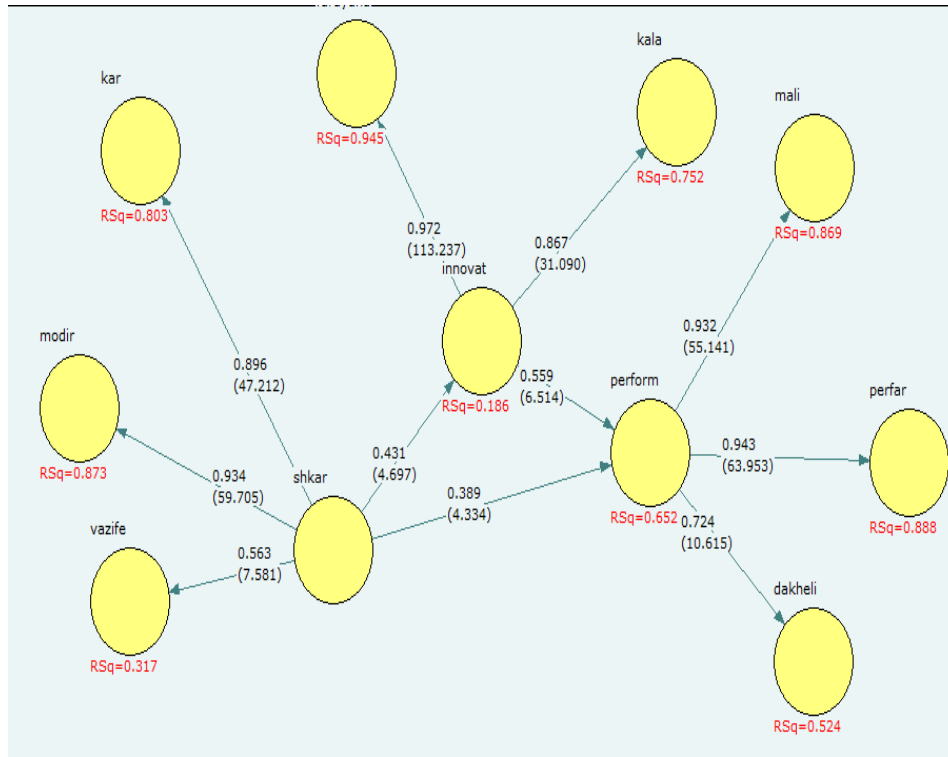 kar
RSq=0.803
RSq=0.945
kala
RSq=0.752
mali
RSq=0.869
0.972
(113.237)
0.867
(31.090)
innovat
RSq=0.186
modir
RSq=0.873
0.896
(47.212)
0.932
(55.141)
0.559
(6.514)
perform
RSq=0.652
perfar
RSq=0.888
0.934
(59.705)
shkar
0.431
(4.697)
0.389
(4.334)
0.943
(63.953)
0.724
(10.615)
vazife
RSq=0.317
0.563
(7.581)
dakheli
RSq=0.524